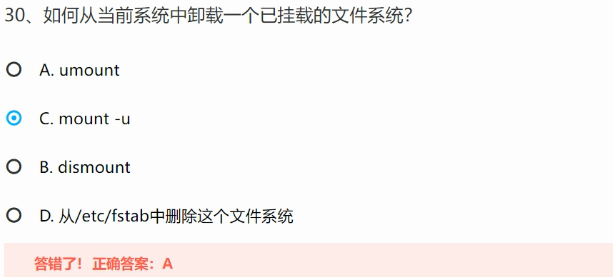 30、如何从当前系统中卸载一个已挂载的文件系统？
A. umount
C. mount -u
B. dismount
D. 从/etc/fstab中删除这个文件系统
答错了！正确答案：A